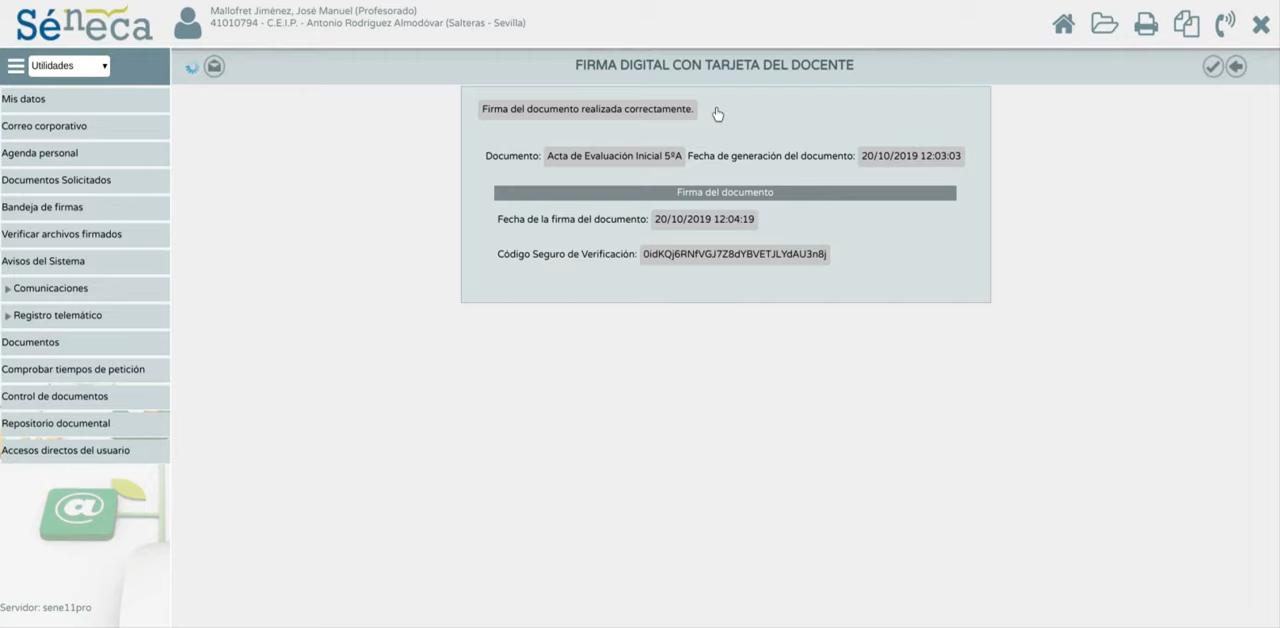 Séneca
Mallofret Jiménez, José Manuel (Profesorado)
41010794 - C.E.I.P. - Antonio Rodríguez Almodóvar (Salteras - Sevilla)
Utilidades
FIRMA DIGITAL CON TARJETA DEL DOCENTE
Mis datos
Correo corporativo
Agenda personal
Documentos Solicitados
Bandeja de firmas
Verificar archivos firmados
Avisos del Sistema
Comunicaciones
Registro telemático
Documentos
Comprobar tiempos de petición
Control de documentos
Repositorio documental
Accesos directos del usuario
@
Servidor: sene11pro
Firma del documento realizada correctamente.
Documento: Acta de Evaluación Inicial 5ºA Fecha de generación del documento: 20/10/2019 12:03:03
Firma del documento
Fecha de la firma del documento: 20/10/2019 12:04:19
Código Seguro de Verificación: 0idKQj6RNfVGJ7Z8dYBVETJLYdAU3n8j